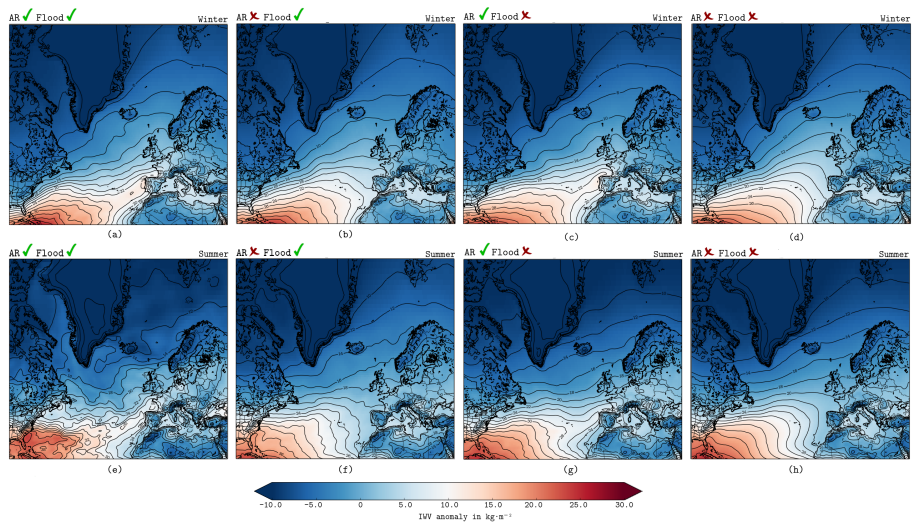 AR ✓ Flood ✓ Winter
AR ✗ Flood ✓ Winter
AR ✓ Flood ✗ Winter
AR ✗ Flood ✗ Winter
(a)
(b)
(c)
(d)
AR ✓ Flood ✓ Summer
AR ✗ Flood ✓ Summer
AR ✓ Flood ✗ Summer
AR ✗ Flood ✗ Summer
(e)
(f)
(g)
(h)
−10.0 −5.0 0 5.0 10.0 15.0 20.0 25.0 30.0
IWV anomaly in kg·m⁻²